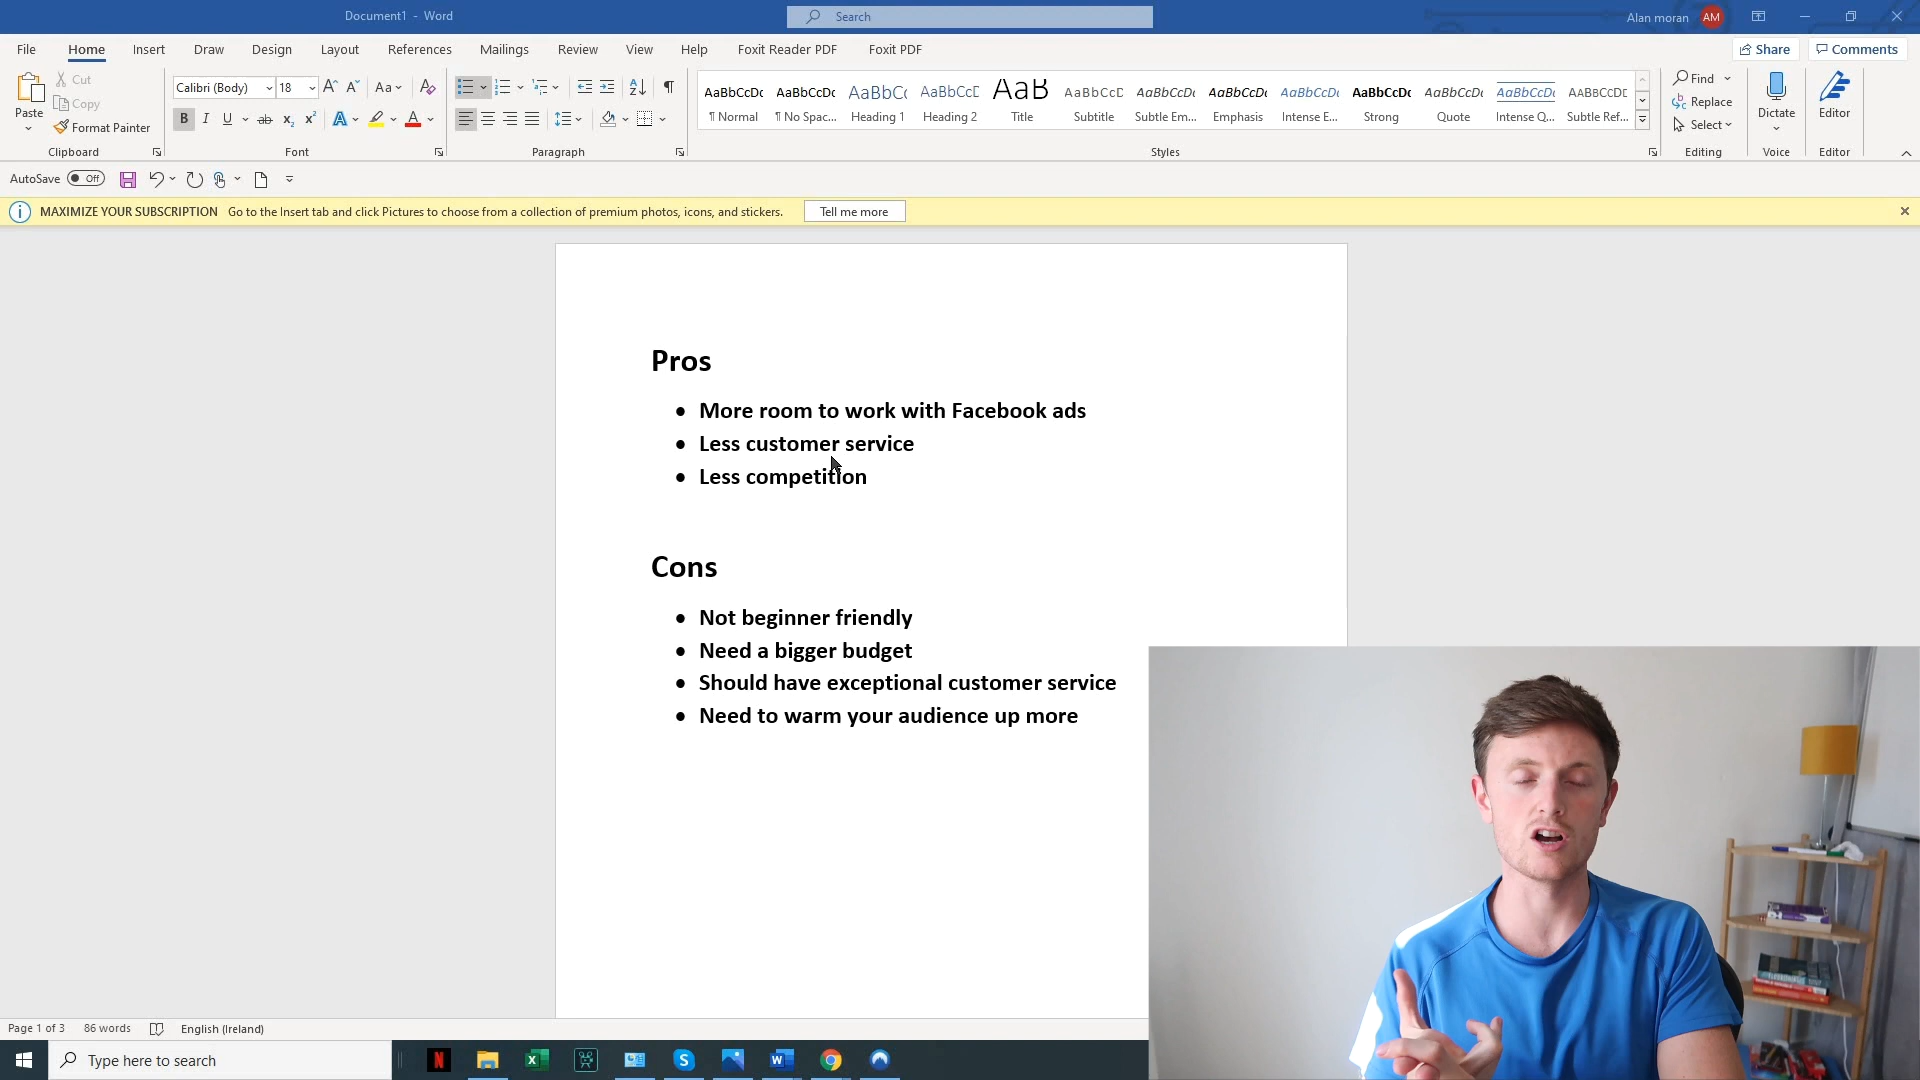 Document1 - Word
Search
Alan moran
AM
File
Home
Insert
Draw
Design
Layout
References
Mailings
Review
View
Help
Foxit Reader PDF
Foxit PDF
Share
Comments
Paste
Cut
Copy
Format Painter
Clipboard
Calibri (Body)
18
Font
Paragraph
AaBbCcDc
¶ Normal
AaBbCcDc
¶ No Spac...
AaBbCc
Heading 1
AaBbCcC
Heading 2
AaB
Title
AaBbCcC
Subtitle
AaBbCcDc
Subtle Em...
AaBbCcDc
Emphasis
AaBbCcDc
Intense E...
AaBbCcDc
Strong
AaBbCcDc
Quote
AaBbCcDc
Intense Q...
AABBCCDE
Subtle Ref...
Styles
Find
Replace
Select
Editing
Dictate
Voice
Editor
Editor
AutoSave Off
MAXIMIZE YOUR SUBSCRIPTION Go to the Insert tab and click Pictures to choose from a collection of premium photos, icons, and stickers.
Tell me more
Pros
• More room to work with Facebook ads
• Less customer service
• Less competition
Cons
• Not beginner friendly
• Need a bigger budget
• Should have exceptional customer service
• Need to warm your audience up more
Page 1 of 3
86 words
English (Ireland)
Type here to search